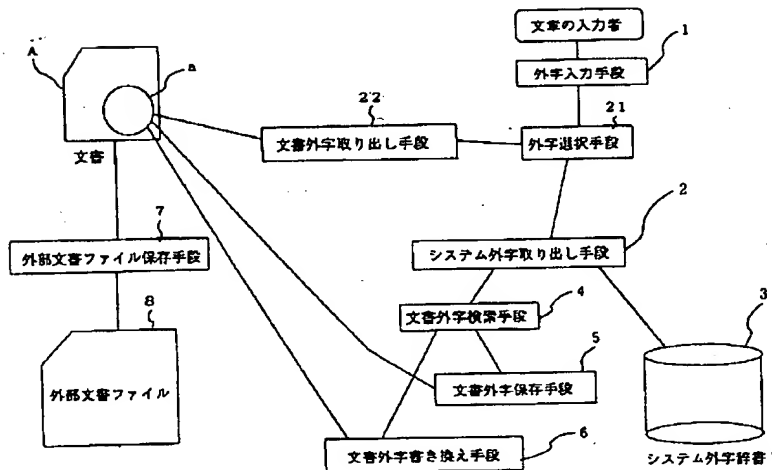 文章の入力者
1
外字入力手段
A
a
22
21
文書外字取り出し手段
外字選択手段
文書
2
7
システム外字取り出し手段
外部文書ファイル保存手段
4
3
8
文書外字検索手段
5
外部文書ファイル
文書外字保存手段
6
文書外字書き換え手段
システム外字辞書